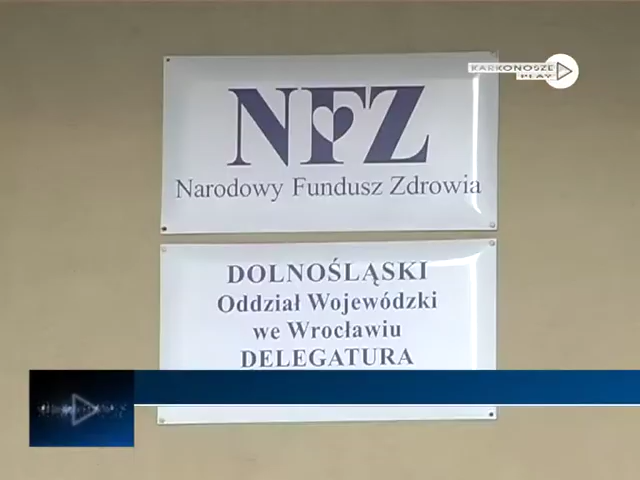 KARKONOSZE
PLAY
NFZ
Narodowy Fundusz Zdrowia
DOLNOŚLĄSKI
Oddział Wojewódzki
we Wrocławiu
DELEGATURA